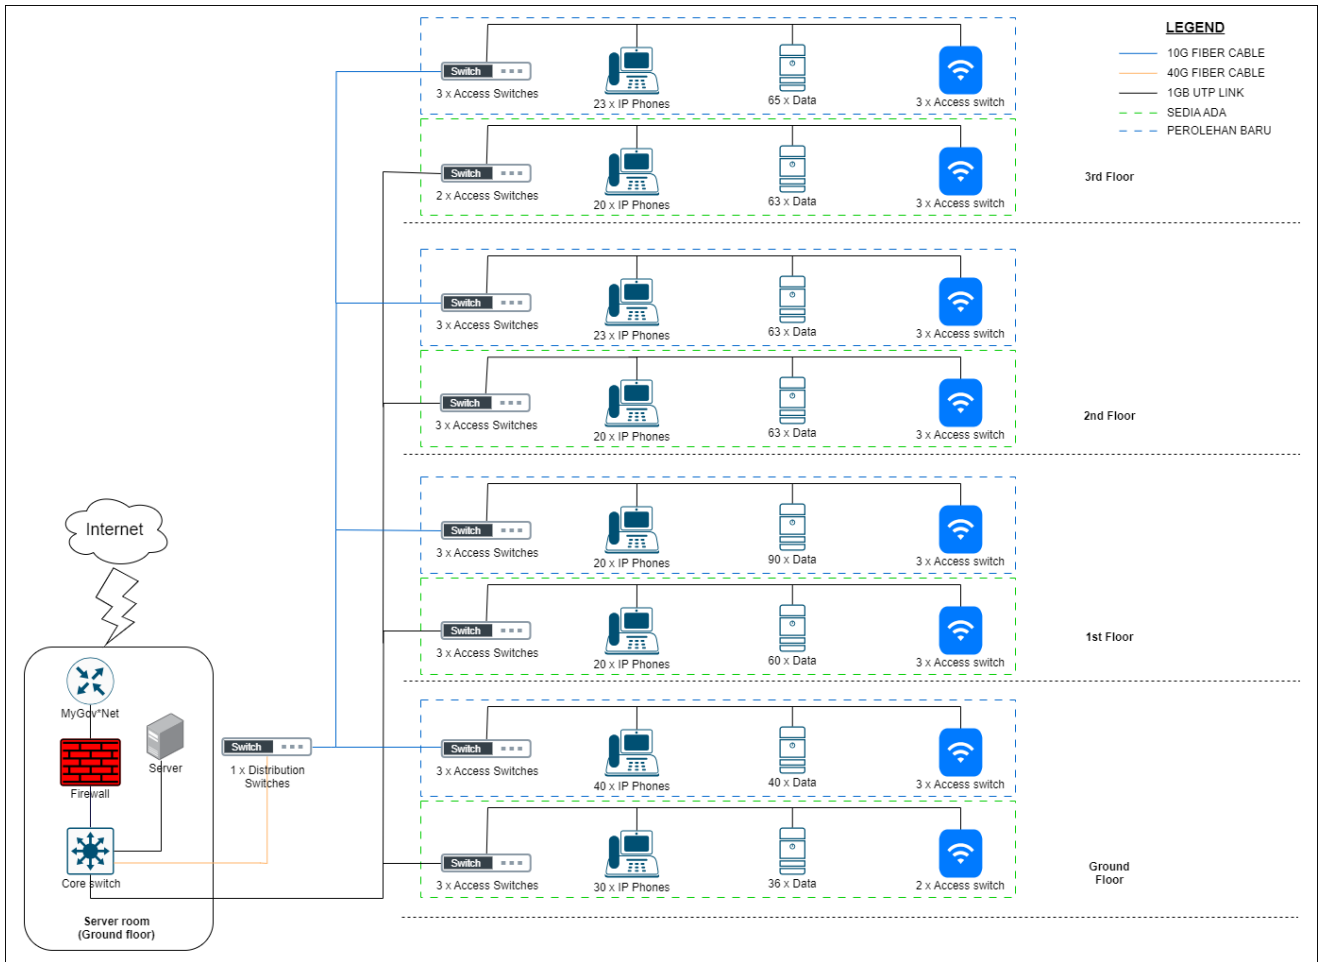 LEGEND
10G FIBER CABLE
40G FIBER CABLE
1GB UTP LINK
SEDIA ADA
PEROLEHAN BARU
Switch
3 x Access Switches
23 x IP Phones
65 x Data
3 x Access switch
Switch
2 x Access Switches
20 x IP Phones
63 x Data
3 x Access switch
3rd Floor
Switch
3 x Access Switches
23 x IP Phones
63 x Data
3 x Access switch
Switch
3 x Access Switches
20 x IP Phones
63 x Data
3 x Access switch
2nd Floor
Switch
3 x Access Switches
20 x IP Phones
90 x Data
3 x Access switch
Switch
3 x Access Switches
20 x IP Phones
60 x Data
3 x Access switch
1st Floor
Switch
3 x Access Switches
40 x IP Phones
40 x Data
3 x Access switch
Switch
3 x Access Switches
30 x IP Phones
36 x Data
2 x Access switch
Ground
Floor
Internet
MyGov*Net
Server
Firewall
Core switch
Server room
(Ground floor)
Switch
1 x Distribution
Switches